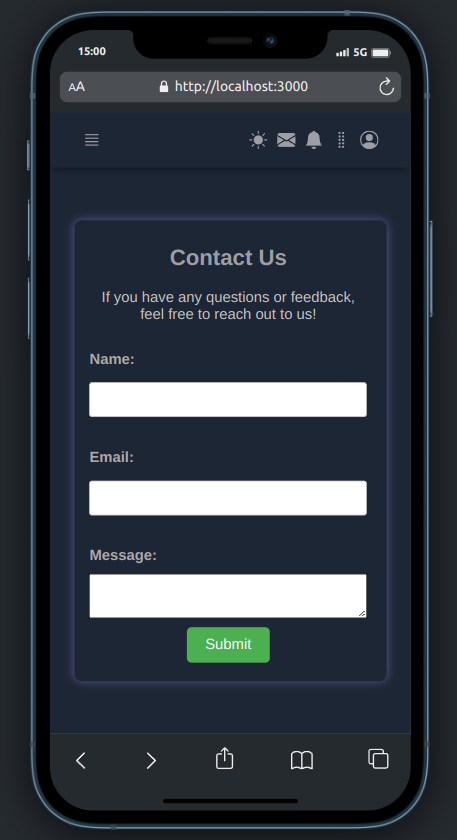 15:00
5G
AA
http://localhost:3000
Contact Us
If you have any questions or feedback,
feel free to reach out to us!
Name:
Email:
Message:
Submit